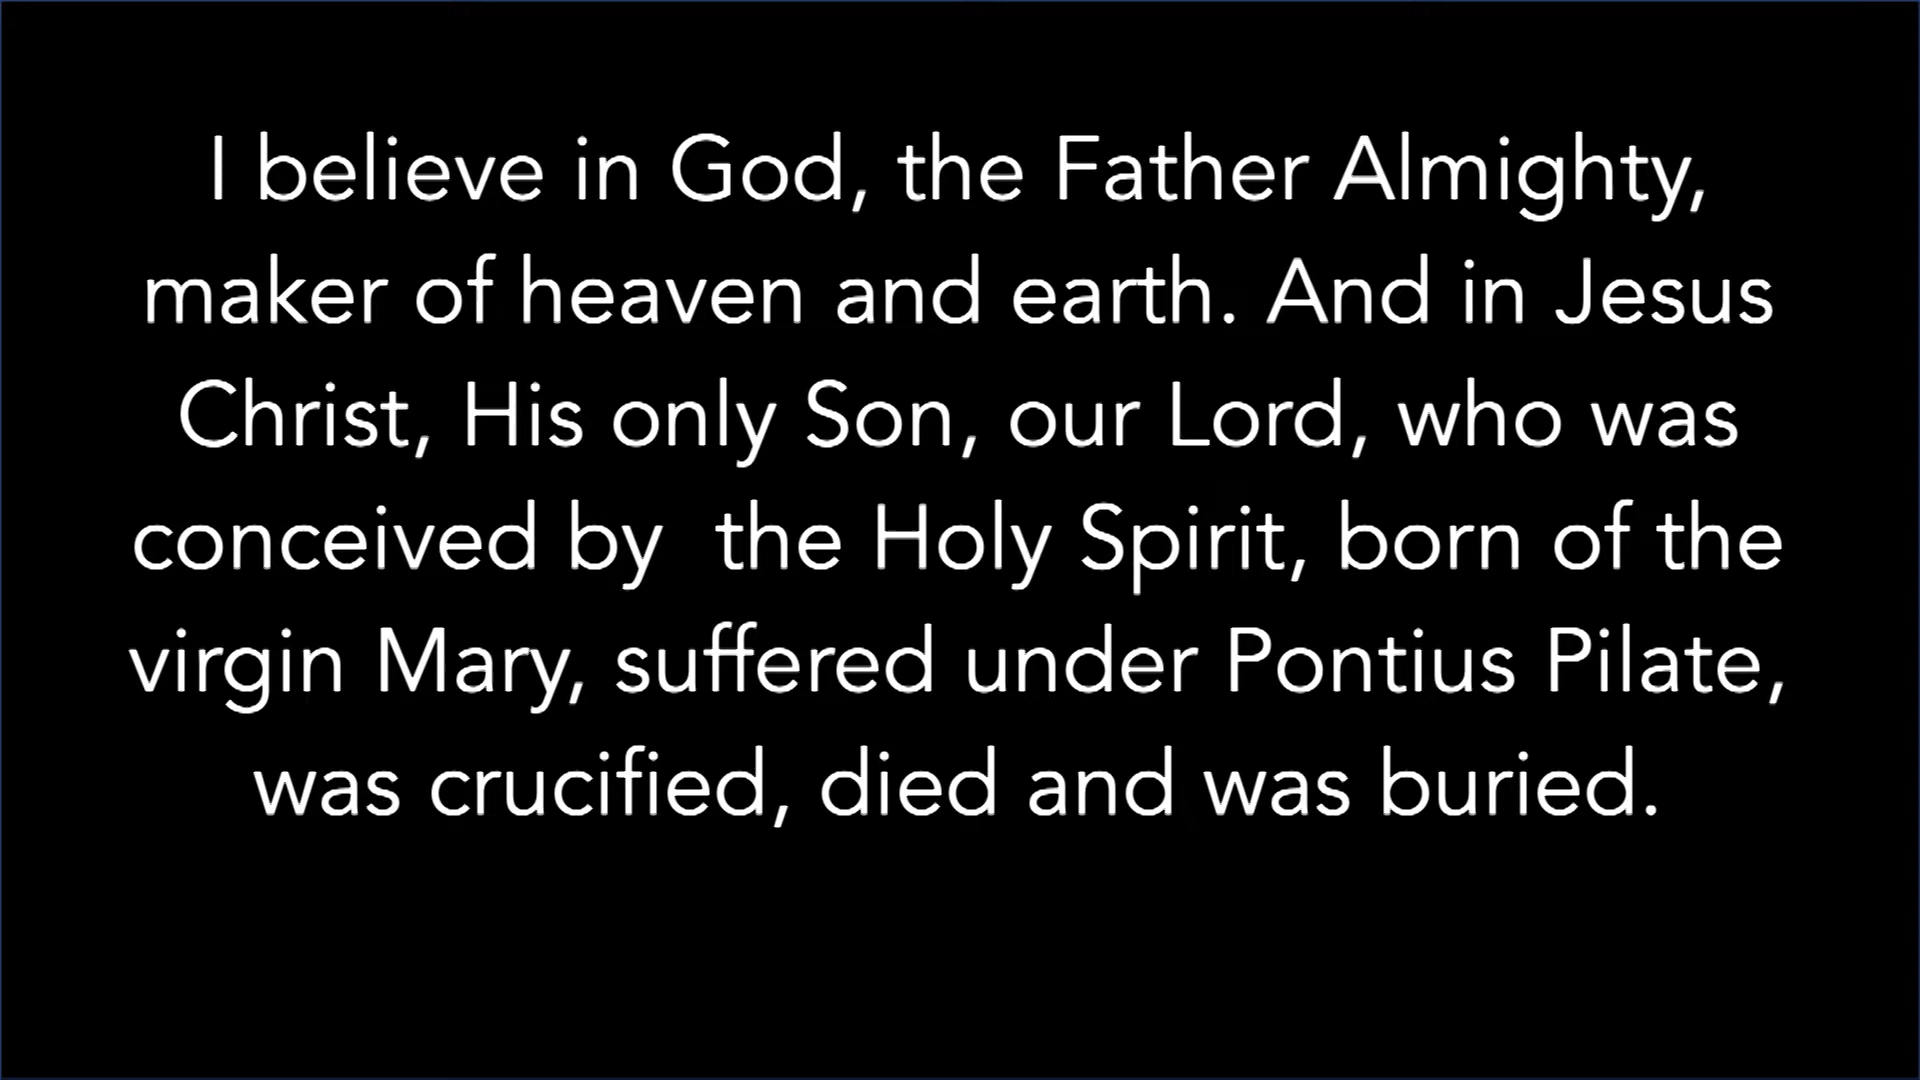 I believe in God, the Father Almighty,
maker of heaven and earth. And in Jesus
Christ, His only Son, our Lord, who was
conceived by  the Holy Spirit, born of the
virgin Mary, suffered under Pontius Pilate,
was crucified, died and was buried.